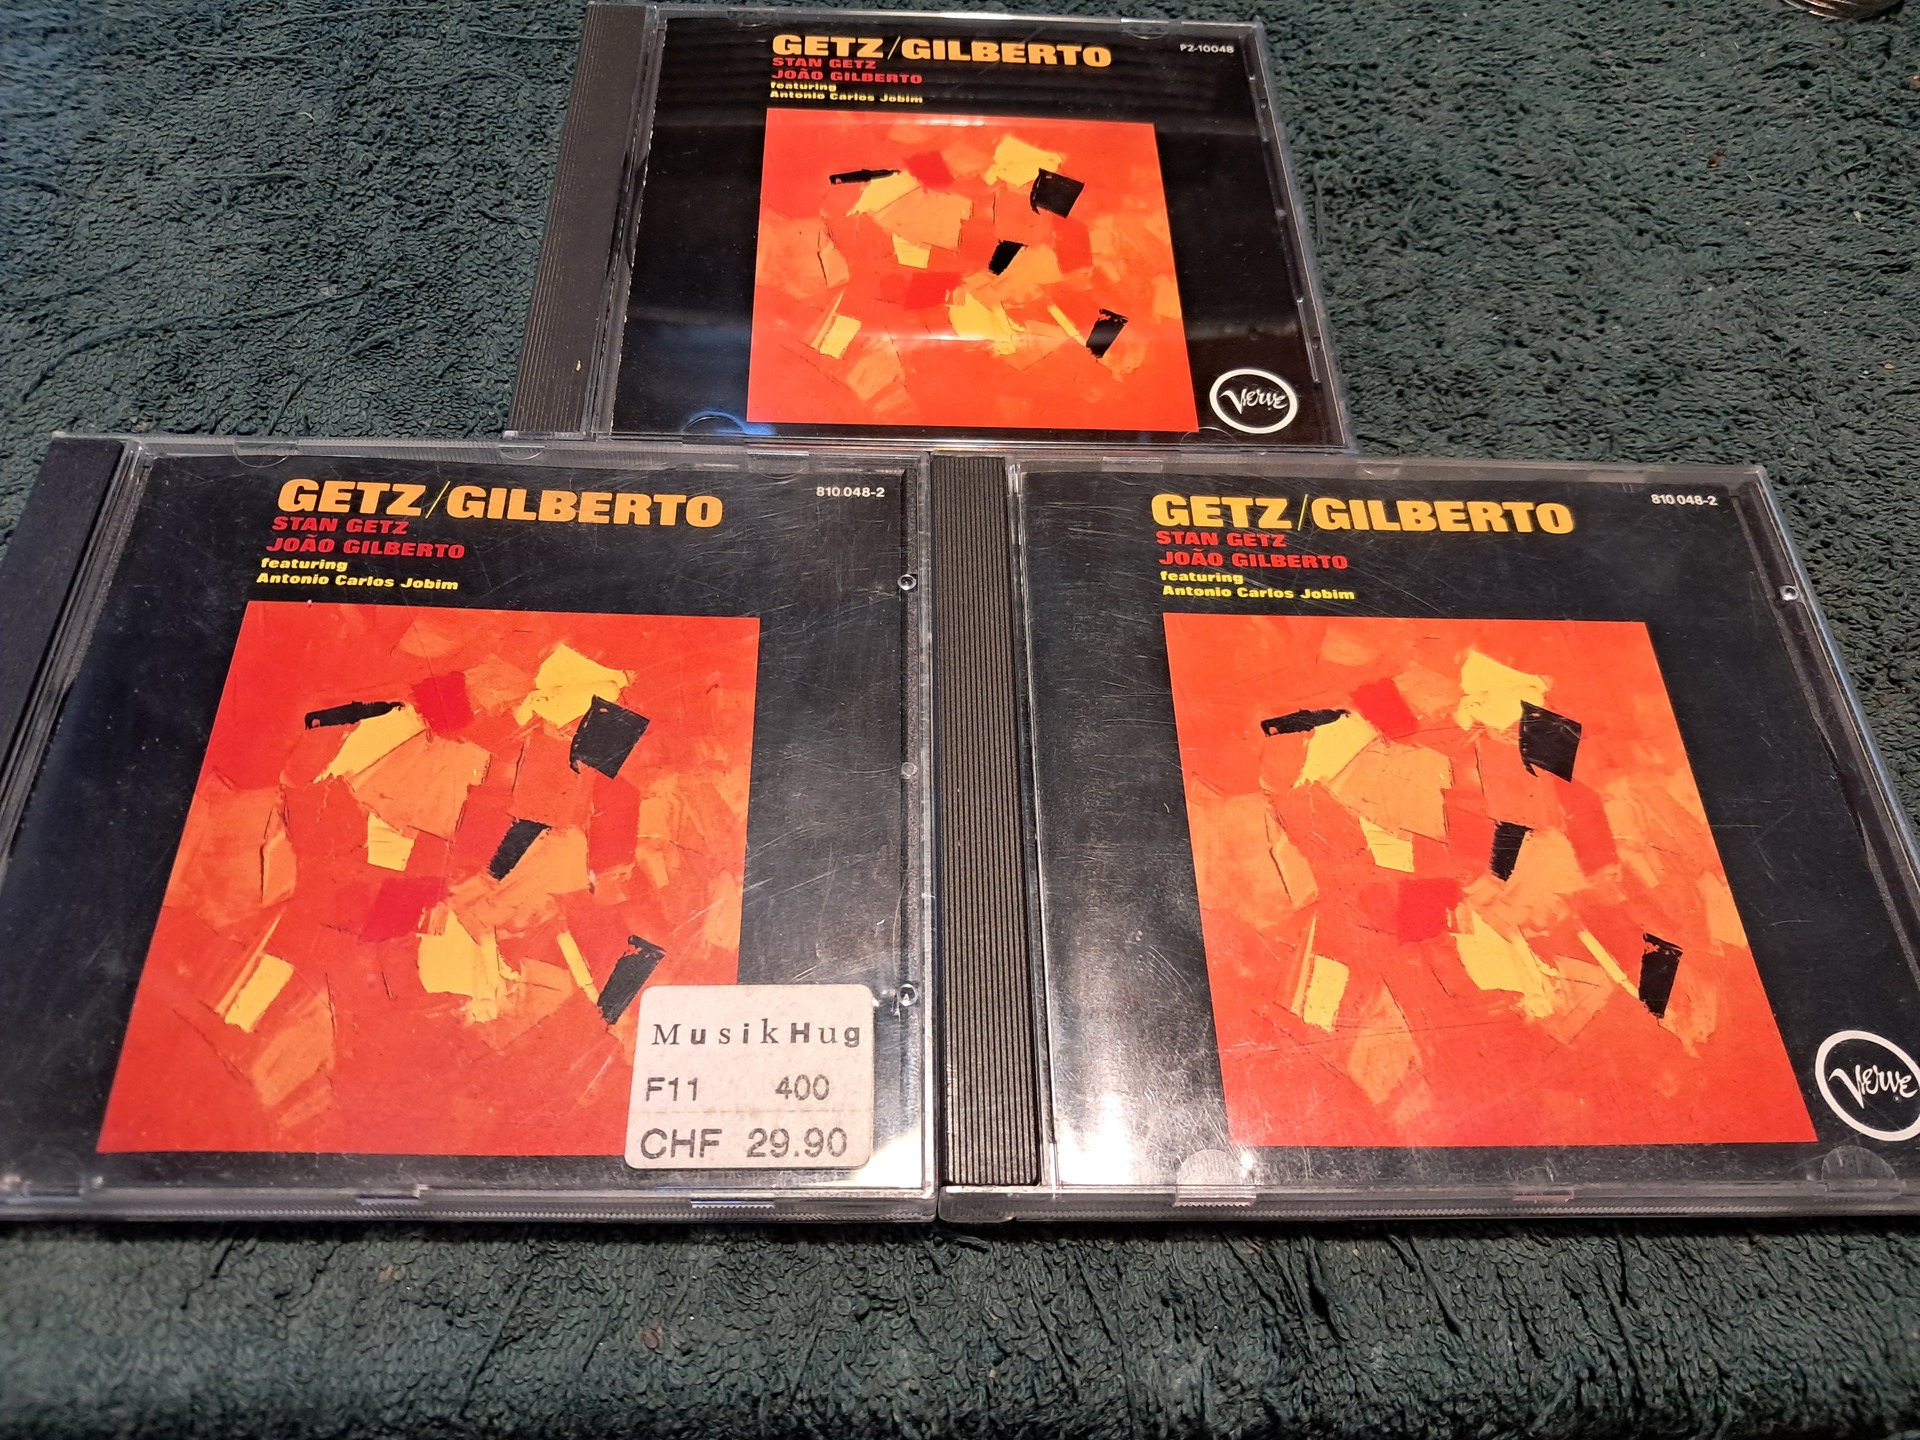 GETZ/GILBERTO
P2-10048
STAN GETZ
JOÃO GILBERTO
featuring
Antonio Carlos Jobim
Verve
GETZ/GILBERTO
810 048-2
STAN GETZ
JOÃO GILBERTO
featuring
Antonio Carlos Jobim
MusikHug
F11 400
CHF 29.90
GETZ/GILBERTO
810 048-2
STAN GETZ
JOÃO GILBERTO
featuring
Antonio Carlos Jobim
Verve